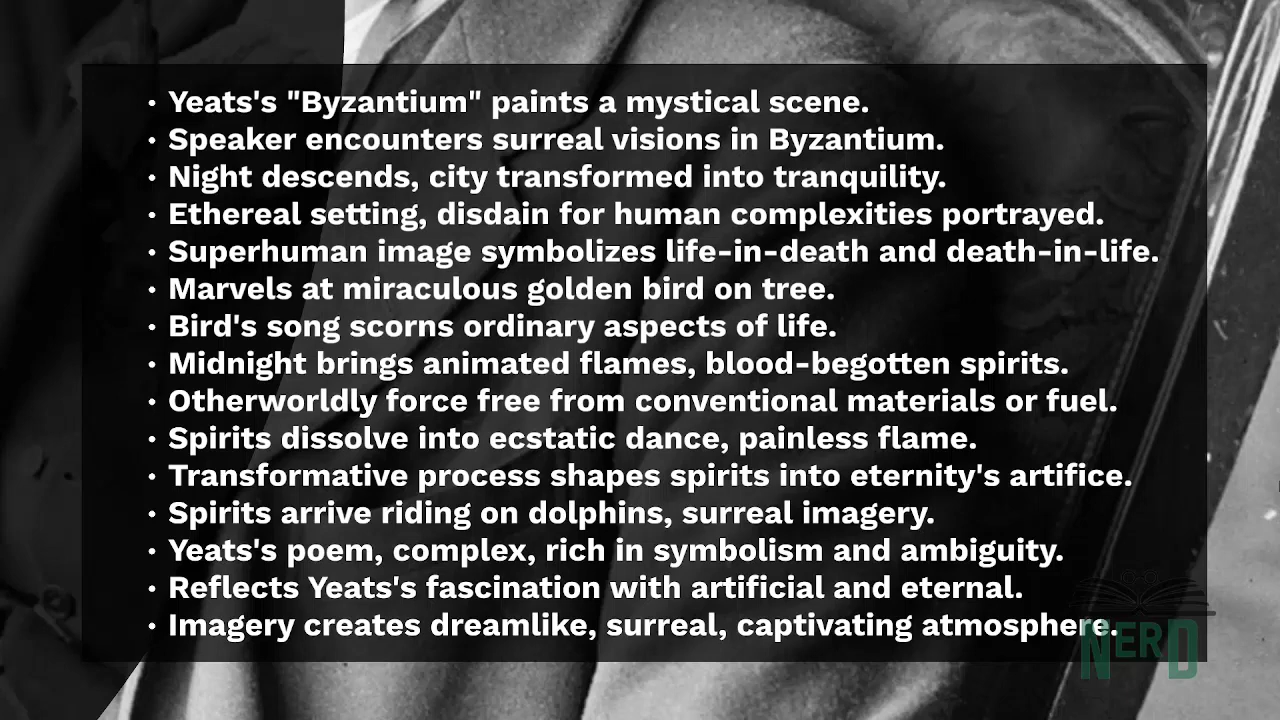 • Yeats's "Byzantium" paints a mystical scene.
• Speaker encounters surreal visions in Byzantium.
• Night descends, city transformed into tranquility.
• Ethereal setting, disdain for human complexities portrayed.
• Superhuman image symbolizes life-in-death and death-in-life.
• Marvels at miraculous golden bird on tree.
• Bird's song scorns ordinary aspects of life.
• Midnight brings animated flames, blood-begotten spirits.
• Otherworldly force free from conventional materials or fuel.
• Spirits dissolve into ecstatic dance, painless flame.
• Transformative process shapes spirits into eternity's artifice.
• Spirits arrive riding on dolphins, surreal imagery.
• Yeats's poem, complex, rich in symbolism and ambiguity.
• Reflects Yeats's fascination with artificial and eternal.
• Imagery creates dreamlike, surreal, captivating atmosphere.
NERD